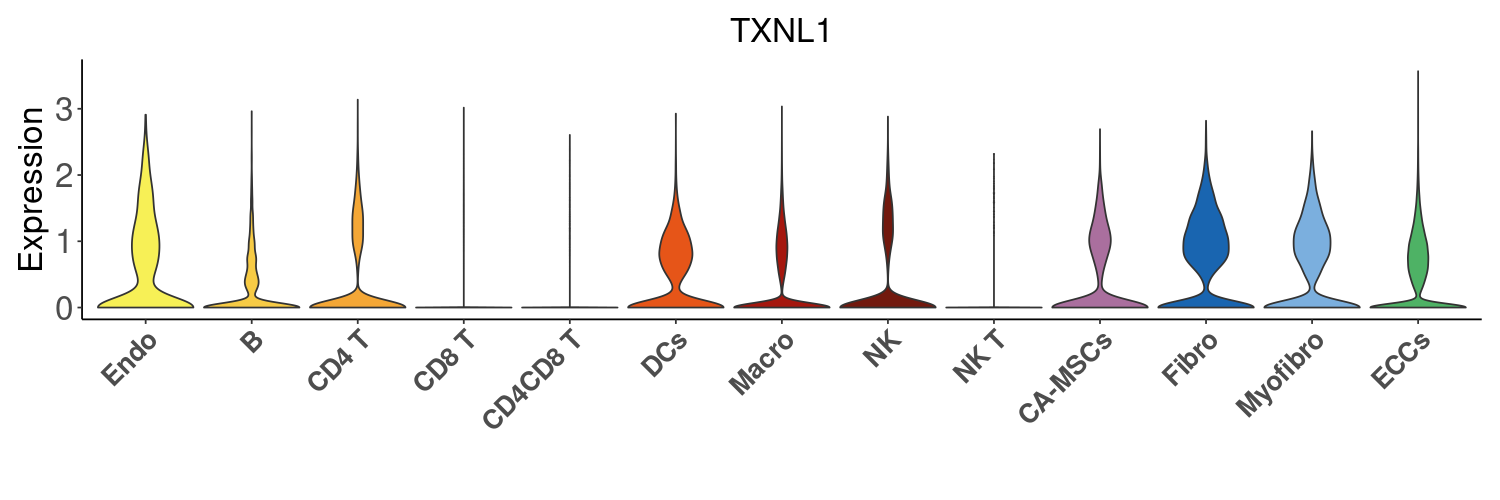 TXNL1
Expression
3
2
1
0
Endo
B
CD4 T
CD8 T
CD4CD8 T
DCs
Macro
NK
NK T
CA-MSCs
Fibro
Myofibro
ECCs